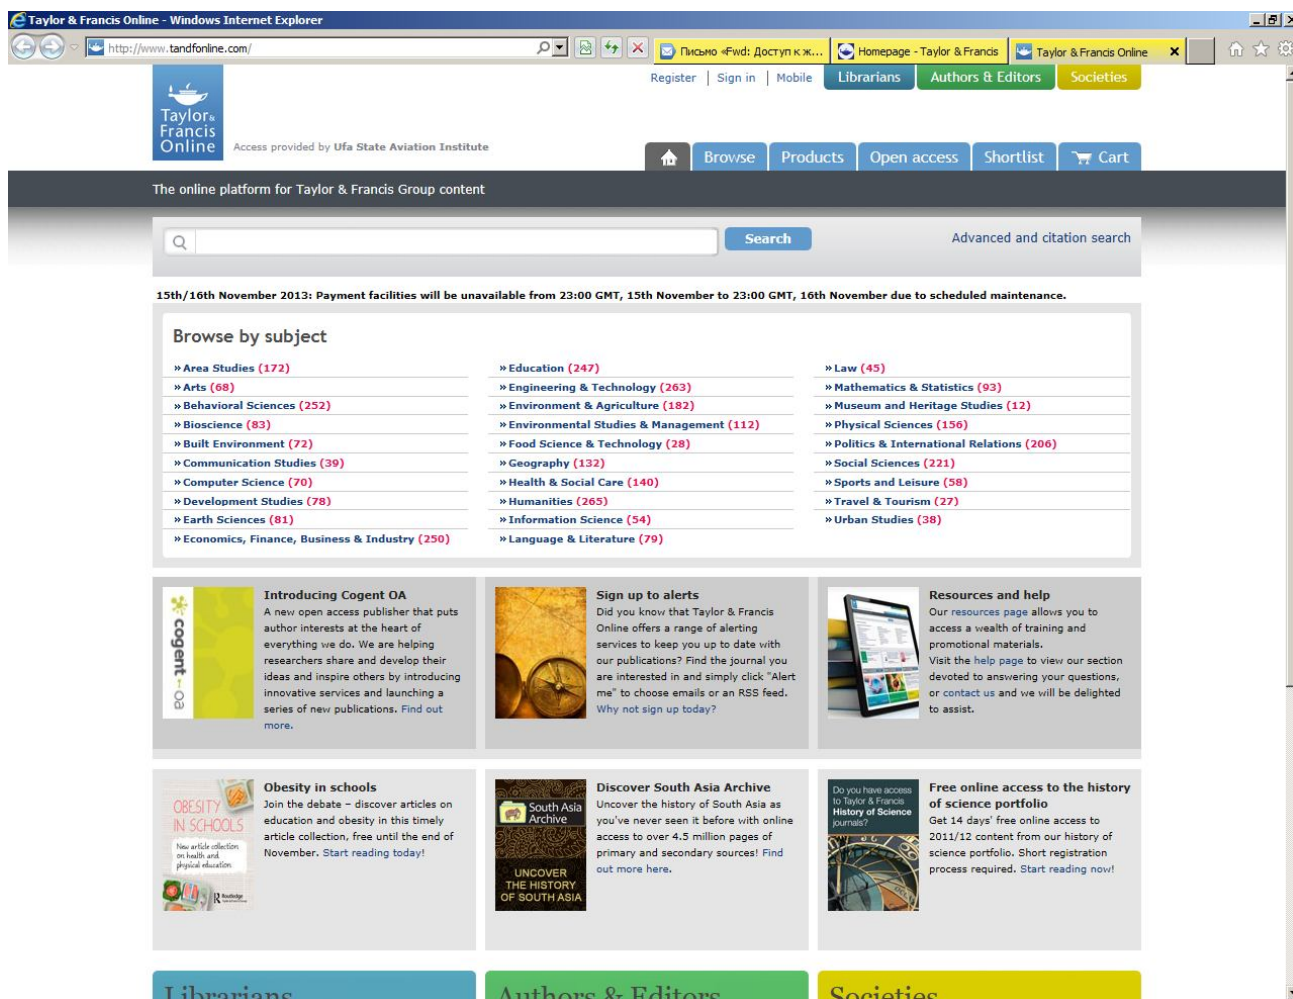 Taylor & Francis Online - Windows Internet Explorer
http://www.tandfonline.com/
Письмо «Fwd: Доступ к ж...
Homepage - Taylor & Francis
Taylor & Francis Online
Register | Sign in | Mobile
Librarians
Authors & Editors
Societies
Taylor &
Francis
Online
Access provided by Ufa State Aviation Institute
Browse
Products
Open access
Shortlist
Cart
The online platform for Taylor & Francis Group content
Search
Advanced and citation search
15th/16th November 2013: Payment facilities will be unavailable from 23:00 GMT, 15th November to 23:00 GMT, 16th November due to scheduled maintenance.
Browse by subject
» Area Studies (172)
» Arts (68)
» Behavioral Sciences (252)
» Bioscience (83)
» Built Environment (72)
» Communication Studies (39)
» Computer Science (70)
» Development Studies (78)
» Earth Sciences (81)
» Economics, Finance, Business & Industry (250)
» Education (247)
» Engineering & Technology (263)
» Environment & Agriculture (182)
» Environmental Studies & Management (112)
» Food Science & Technology (28)
» Geography (132)
» Health & Social Care (140)
» Humanities (265)
» Information Science (54)
» Language & Literature (79)
» Law (45)
» Mathematics & Statistics (93)
» Museum and Heritage Studies (12)
» Physical Sciences (156)
» Politics & International Relations (206)
» Social Sciences (221)
» Sports and Leisure (58)
» Travel & Tourism (27)
» Urban Studies (38)
cogent-oa
Introducing Cogent OA
A new open access publisher that puts
author interests at the heart of
everything we do. We are helping
researchers share and develop their
ideas and inspire others by introducing
innovative services and launching a
series of new publications. Find out
more.
Sign up to alerts
Did you know that Taylor & Francis
Online offers a range of alerting
services to keep you up to date with
our publications? Find the journal you
are interested in and simply click "Alert
me" to choose emails or an RSS feed.
Why not sign up today?
Resources and help
Our resources page allows you to
access a wealth of training and
promotional materials.
Visit the help page to view our section
devoted to answering your questions,
or contact us and we will be delighted
to assist.
OBESITY
IN SCHOOLS
New article collection
on health and
physical education
Routledge
Obesity in schools
Join the debate – discover articles on
education and obesity in this timely
article collection, free until the end of
November. Start reading today!
South Asia
Archive
UNCOVER
THE HISTORY
OF SOUTH ASIA
Discover South Asia Archive
Uncover the history of South Asia as
you've never seen it before with online
access to over 4.5 million pages of
primary and secondary sources! Find
out more here.
Do you have access
to Taylor & Francis
History of Science
journals?
Free online access to the history
of science portfolio
Get 14 days' free online access to
2011/12 content from our history of
science portfolio. Short registration
process required. Start reading now!
Librarians
Authors & Editors
Societies